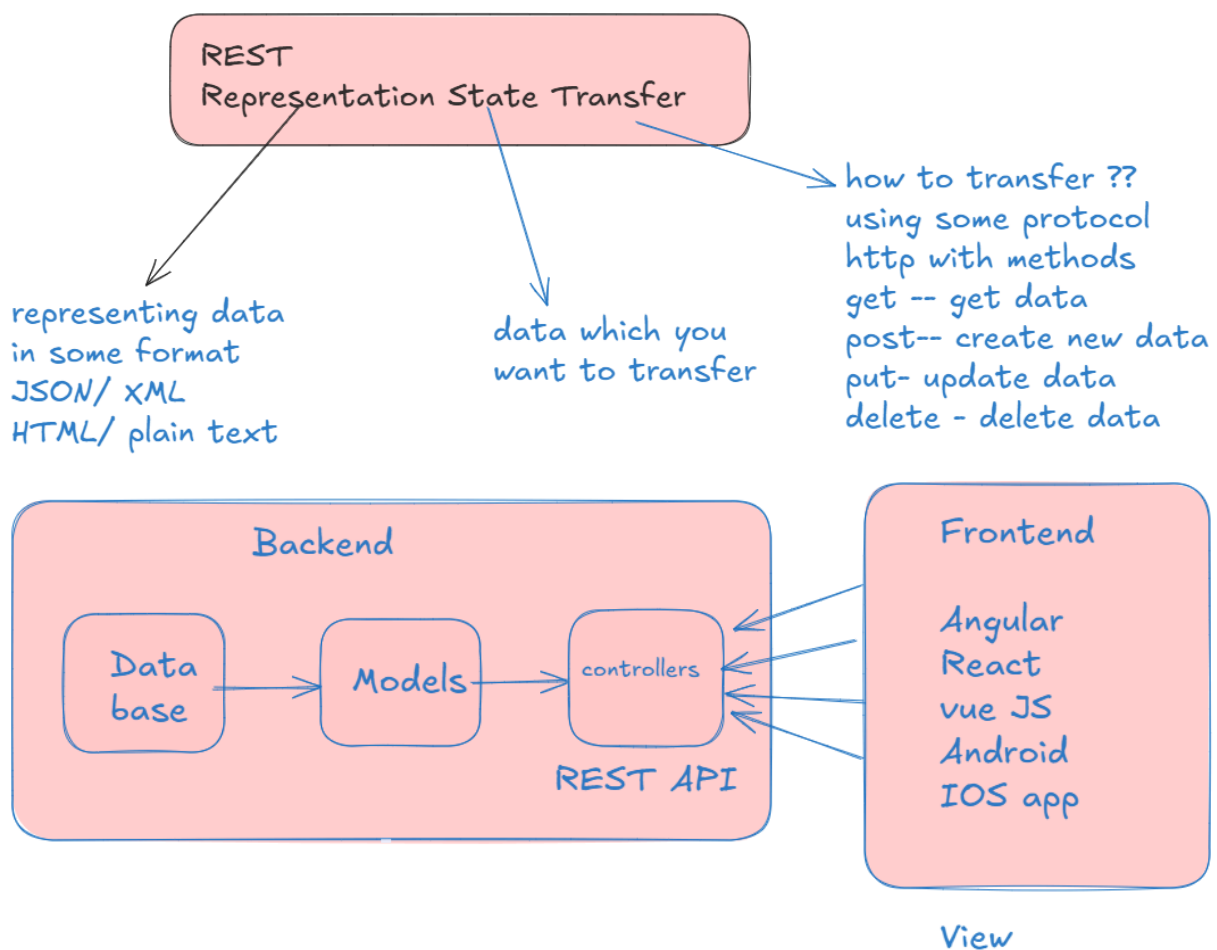 REST
Representation State Transfer
how to transfer ??
using some protocol
http with methods
get -- get data
post-- create new data
put- update data
delete - delete data
representing data
in some format
JSON/ XML
HTML/ plain text
data which you
want to transfer
Backend
Data
base
Models
controllers
REST API
Frontend
Angular
React
vue JS
Android
IOS app
View